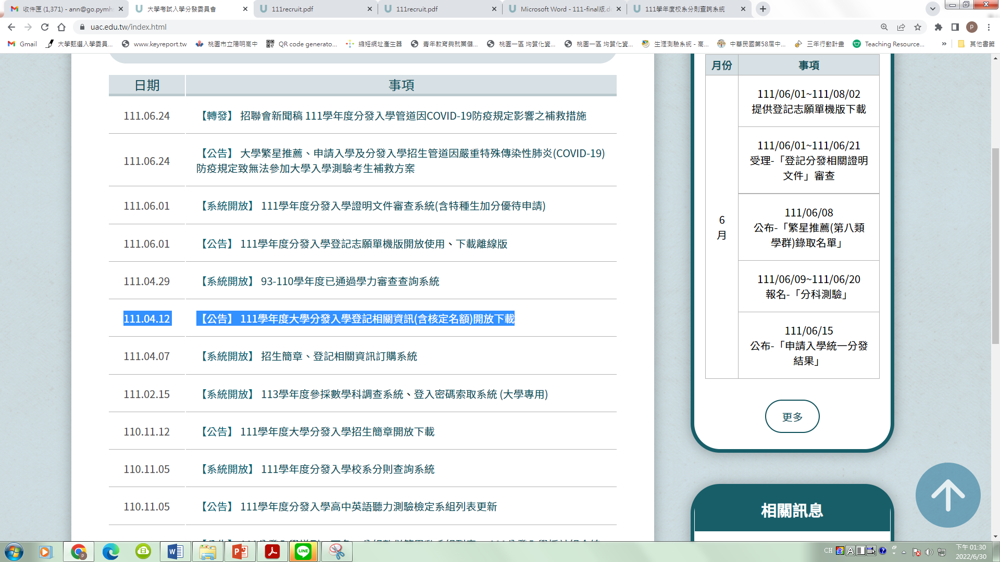 收件匣 (1,371) - ann@go.pymh
大學考試入學分發委員會
111recruit.pdf
111recruit.pdf
Microsoft Word - 111-final版.d
111學年度校系分則查詢系統
uac.edu.tw/index.html
P
Gmail
大學甄選入學委員...
www.keyreport.tw
桃園市立陽明高中
QR code generato...
縮短網址產生器
青年教育與就業儲...
桃園一區 均質化資...
桃園一區 均質化資...
生涯測驗系統 - 高...
中華民國第58屆中...
三年行動計畫
Teaching Resource...
»
其他書籤
日期 事項
111.06.24 【轉發】 招聯會新聞稿 111學年度分發入學管道因COVID-19防疫規定影響之補救措施
111.06.24 【公告】 大學繁星推薦、申請入學及分發入學招生管道因嚴重特殊傳染性肺炎(COVID-19)
防疫規定致無法參加大學入學測驗考生補救方案
111.06.01 【系統開放】 111學年度分發入學證明文件審查系統(含特種生加分優待申請)
111.06.01 【公告】 111學年度分發入學登記志願單機版開放使用、下載離線版
111.04.29 【系統開放】 93-110學年度已通過學力審查查詢系統
111.04.12 【公告】 111學年度大學分發入學登記相關資訊(含核定名額)開放下載
111.04.07 【系統開放】 招生簡章、登記相關資訊訂購系統
111.02.15 【系統開放】 113學年度參採數學科調查系統、登入密碼索取系統 (大學專用)
110.11.12 【公告】 111學年度大學分發入學招生簡章開放下載
110.11.05 【系統開放】 111學年度分發入學校系分則查詢系統
110.11.05 【公告】 111學年度分發入學高中英語聽力測驗檢定系組列表更新
月份 事項
6
月
111/06/01~111/08/02
提供登記志願單機版下載
111/06/01~111/06/21
受理-「登記分發相關證明
文件」審查
111/06/08
公布-「繁星推薦(第八類
學群)錄取名單」
111/06/09~111/06/20
報名-「分科測驗」
111/06/15
公布-「申請入學統一分發
結果」
更多
相關訊息
CH
下午 01:30
2022/6/30